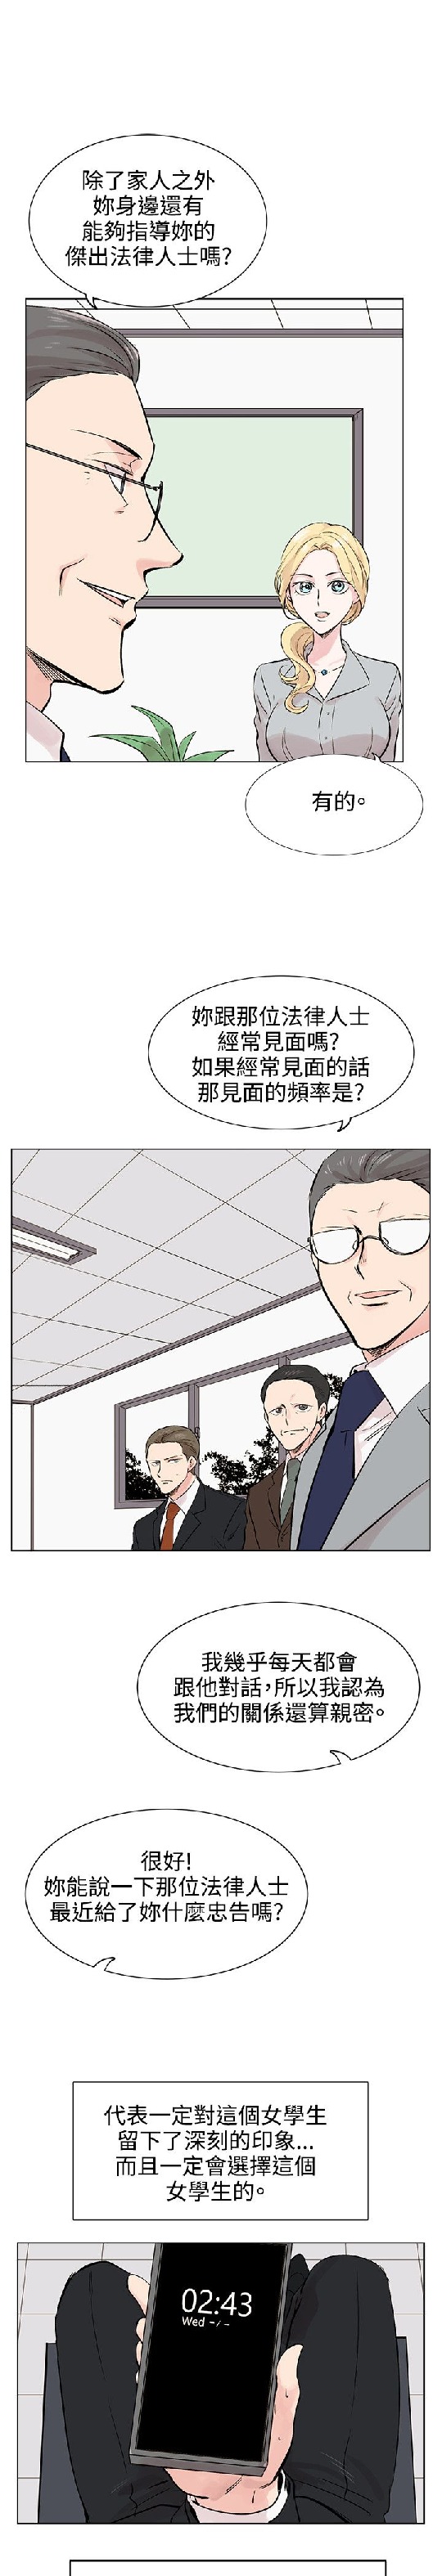 除了家人之外
妳身邊還有
能夠指導妳的
傑出法律人士嗎?
有的。
妳跟那位法律人士
經常見面嗎?
如果經常見面的話
那見面的頻率是?
我幾乎每天都會
跟他對話,所以我認為
我們的關係還算親密。
很好!
妳能說一下那位法律人士
最近給了妳什麼忠告嗎?
代表一定對這個女學生
留下了深刻的印象...
而且一定會選擇這個
女學生的。
02:43
Wed -/-